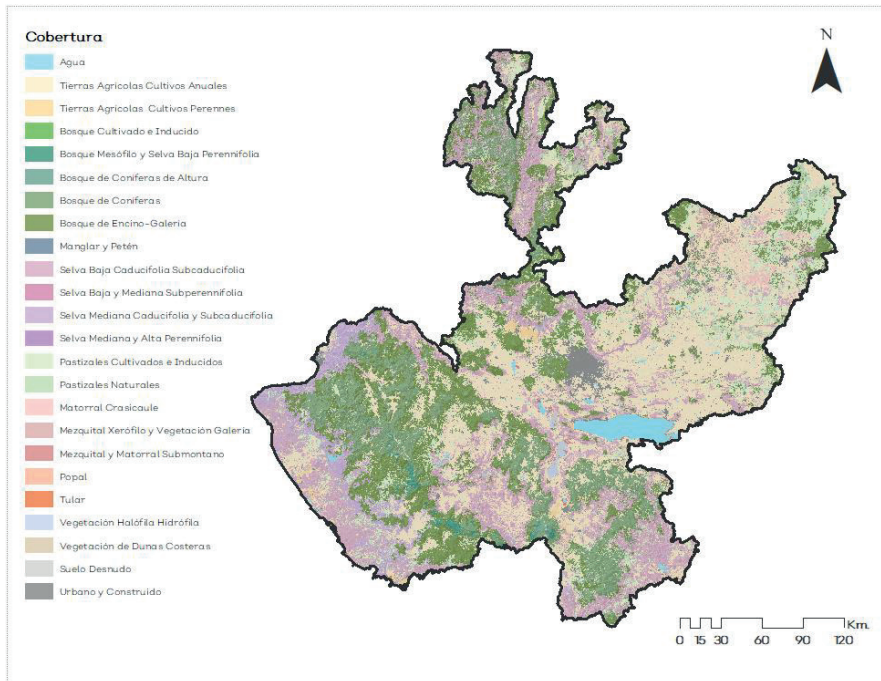 Cobertura
Agua
Tierras Agricolas Cultivos Anuales
Tierras Agricolas Cultivos Perennes
Bosque Cultivado e Inducido
Bosque Mesófilo y Selva Baja Perennifolia
Bosque de Coniferas de Altura
Bosque de Coniferas
Bosque de Encino-Galeria
Manglar y Petén
Selva Baja Caducifolia Subcaducifolia
Selva Baja y Mediana Subperennifolia
Selva Mediana Caducifolia y Subcaducifolia
Selva Mediana y Alta Perennifolia
Pastizales Cultivados e Inducidos
Pastizales Naturales
Matorral Crasicaule
Mezquital Xerófilo y Vegetación Galeria
Mezquital y Matorral Submontano
Popal
Tular
Vegetación Halófila Hidrófila
Vegetación de Dunas Costeras
Suelo Desnudo
Urbano y Construido
N
Km.
0 15 30 60 90 120